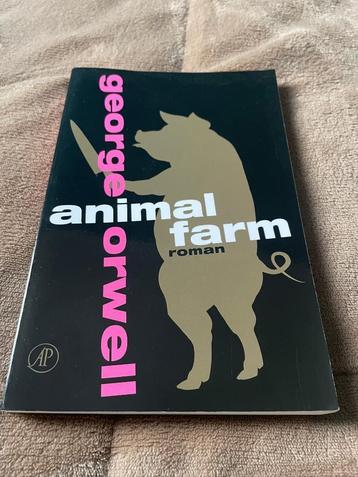 george orwell
animal
farm
roman
AP